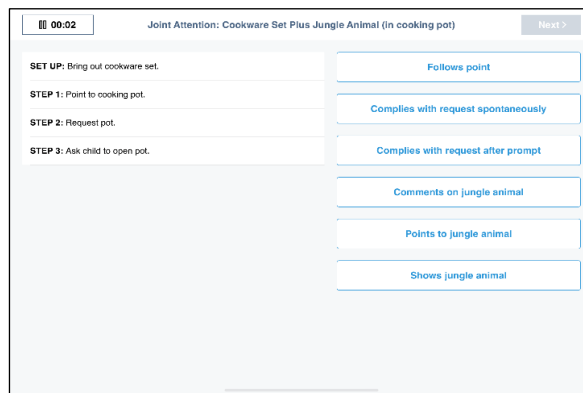 00:02
Joint Attention: Cookware Set Plus Jungle Animal (in cooking pot)
Next >
SET UP: Bring out cookware set.
STEP 1: Point to cooking pot.
STEP 2: Request pot.
STEP 3: Ask child to open pot.
Follows point
Complies with request spontaneously
Complies with request after prompt
Comments on jungle animal
Points to jungle animal
Shows jungle animal